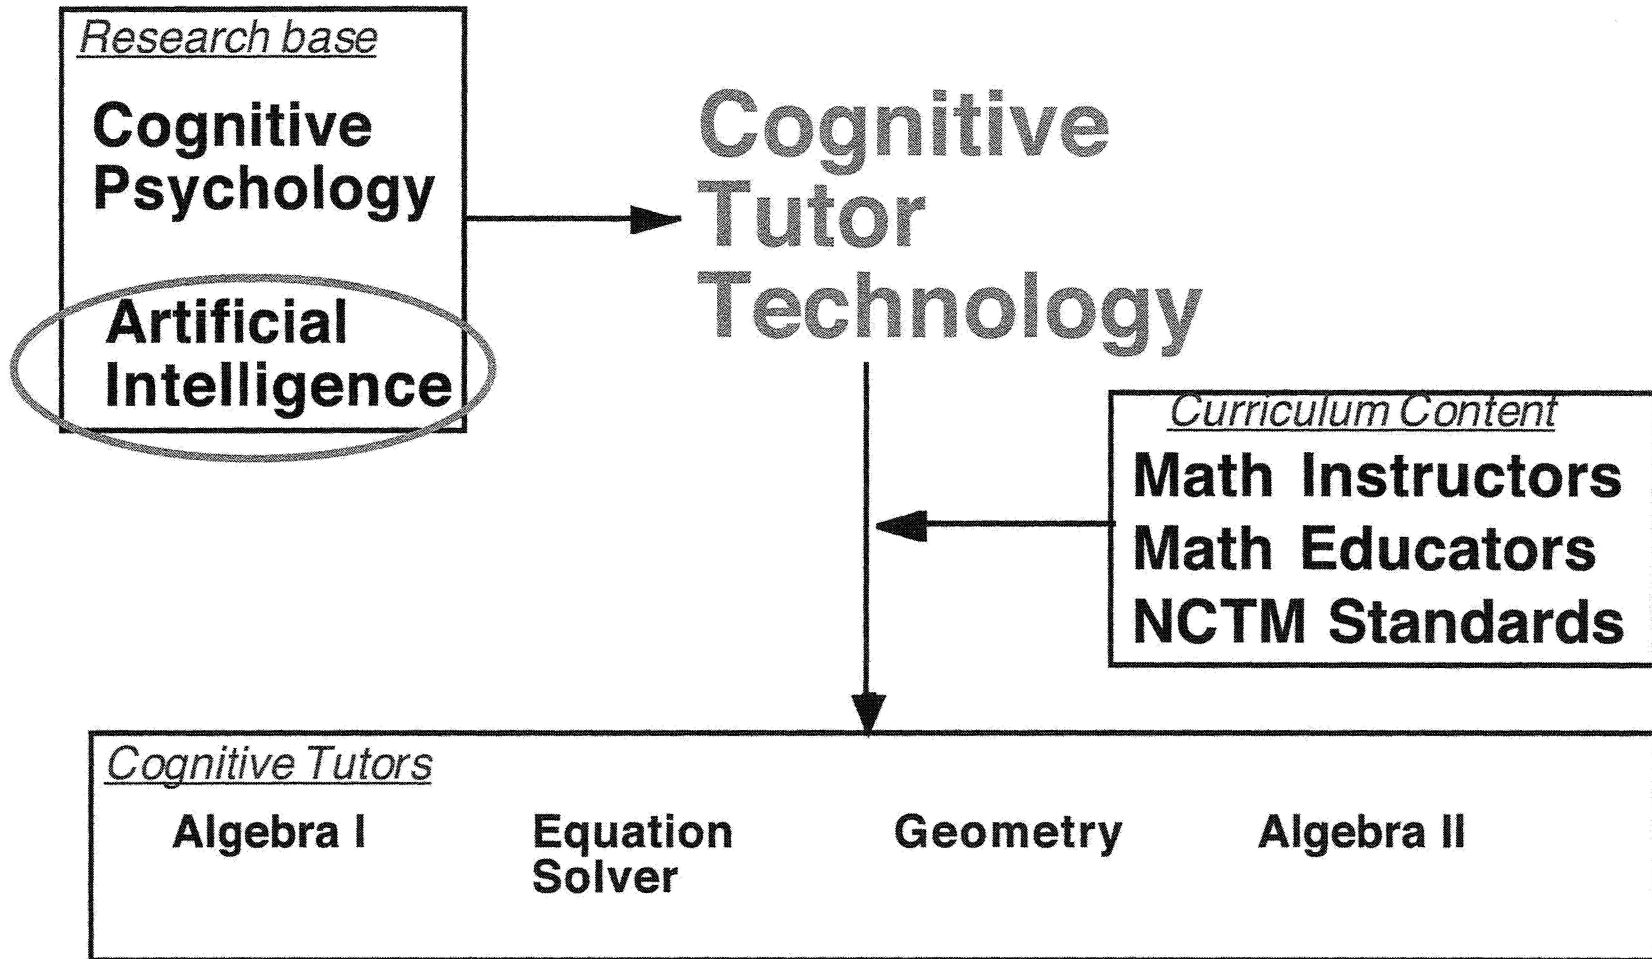 Research base
Cognitive
Psychology
Artificial
Intelligence
Cognitive
Tutor
Technology
Curriculum Content
Math Instructors
Math Educators
NCTM Standards
Cognitive Tutors
Algebra I
Equation
Solver
Geometry
Algebra II